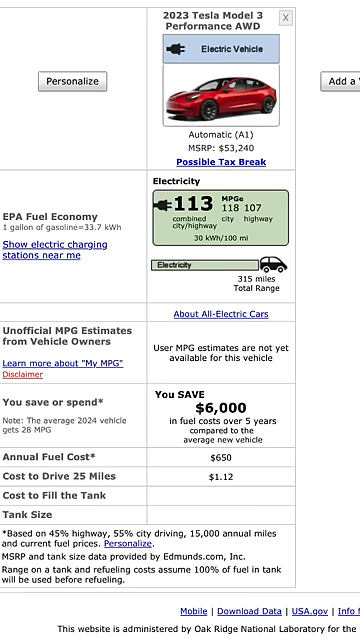 2023 Tesla Model 3
Performance AWD
X
Electric Vehicle
Personalize
Add a
Automatic (A1)
MSRP: $53,240
Possible Tax Break
Electricity
EPA Fuel Economy
1 gallon of gasoline=33.7 kWh
Show electric charging
stations near me
113 MPGe
118 107
combined city highway
city/highway
30 kWh/100 mi
Electricity
315 miles
Total Range
About All-Electric Cars
Unofficial MPG Estimates
from Vehicle Owners
Learn more about "My MPG"
Disclaimer
User MPG estimates are not yet
available for this vehicle
You save or spend*
Note: The average 2024 vehicle
gets 28 MPG
You SAVE
$6,000
in fuel costs over 5 years
compared to the
average new vehicle
Annual Fuel Cost* $650
Cost to Drive 25 Miles $1.12
Cost to Fill the Tank
Tank Size
*Based on 45% highway, 55% city driving, 15,000 annual miles
and current fuel prices. Personalize.
MSRP and tank size data provided by Edmunds.com, Inc.
Range on a tank and refueling costs assume 100% of fuel in tank
will be used before refueling.
Mobile | Download Data | USA.gov | Info
This website is administered by Oak Ridge National Laboratory for the